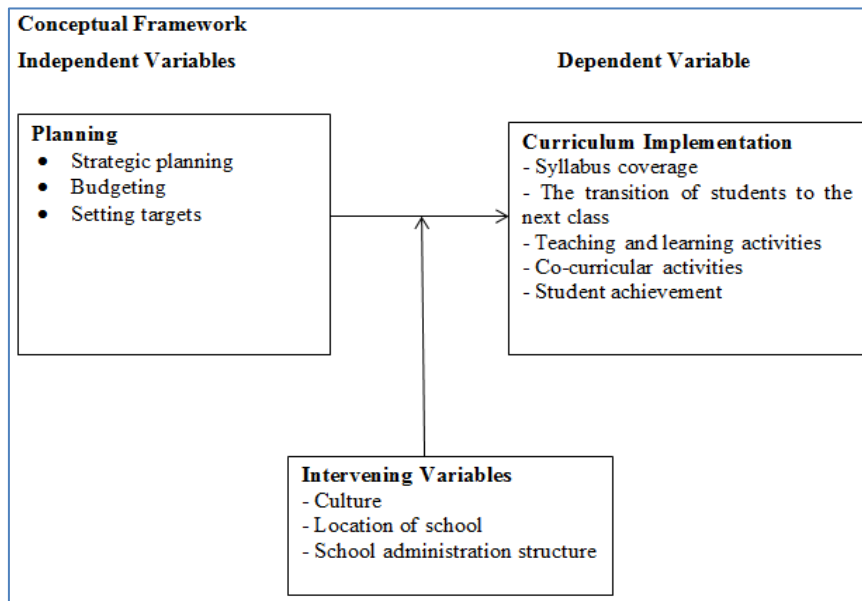 Conceptual Framework
Independent Variables
Dependent Variable
Planning
● Strategic planning
● Budgeting
● Setting targets
Curriculum Implementation
- Syllabus coverage
- The transition of students to the
next class
- Teaching and learning activities
- Co-curricular activities
- Student achievement
Intervening Variables
- Culture
- Location of school
- School administration structure